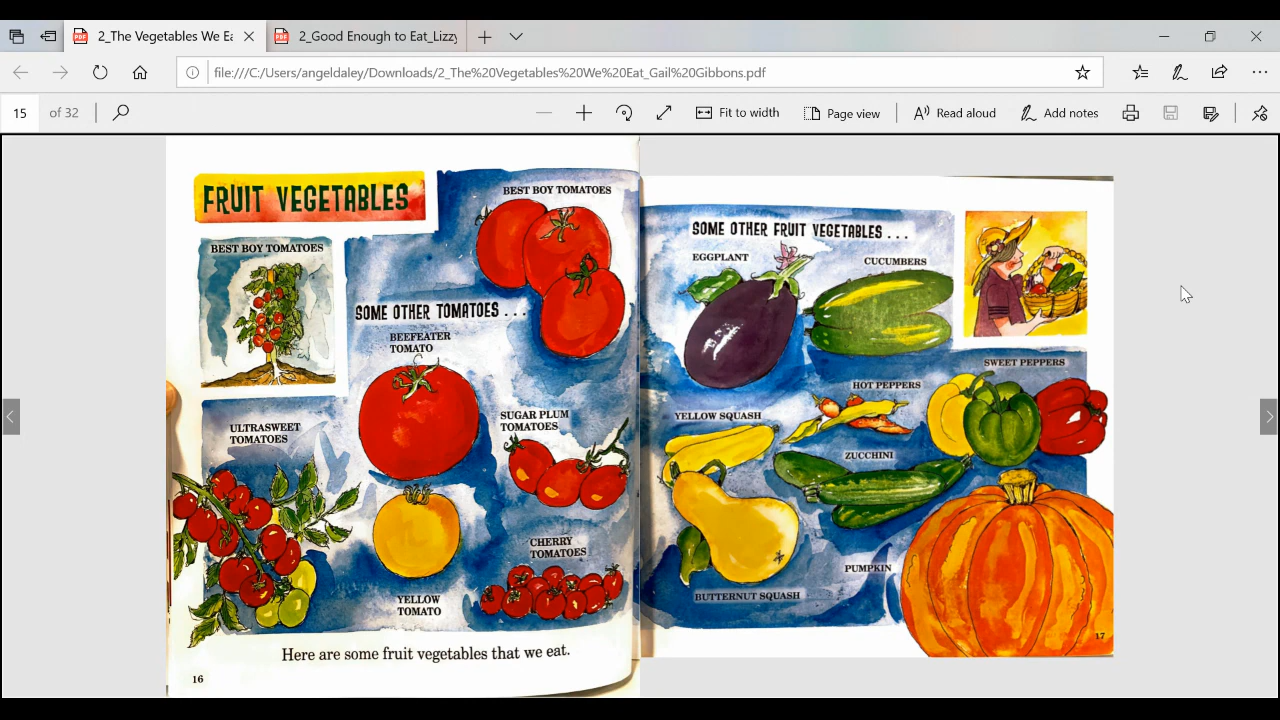 2_The Vegetables We Ea
2_Good Enough to Eat_Lizzy
file:///C:/Users/angeldaley/Downloads/2_The%20Vegetables%20We%20Eat_Gail%20Gibbons.pdf
15 of 32
Fit to width
Page view
Read aloud
Add notes
FRUIT VEGETABLES
BEST BOY TOMATOES
BEST BOY TOMATOES
SOME OTHER TOMATOES . . .
BEEFEATER
TOMATO
ULTRASWEET
TOMATOES
SUGAR PLUM
TOMATOES
CHERRY
TOMATOES
YELLOW
TOMATO
Here are some fruit vegetables that we eat.
16
SOME OTHER FRUIT VEGETABLES . . .
EGGPLANT
CUCUMBERS
SWEET PEPPERS
HOT PEPPERS
YELLOW SQUASH
ZUCCHINI
PUMPKIN
BUTTERNUT SQUASH
17